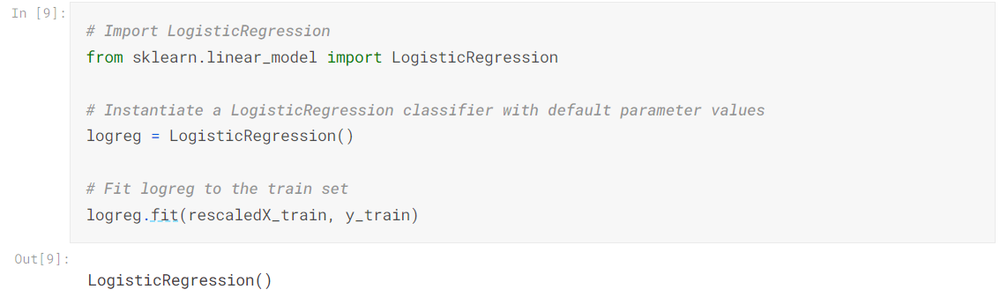 In [9]:
# Import LogisticRegression
from sklearn.linear_model import LogisticRegression
# Instantiate a LogisticRegression classifier with default parameter values
logreg = LogisticRegression()
# Fit logreg to the train set
logreg.fit(rescaledX_train, y_train)
Out[9]:
LogisticRegression()